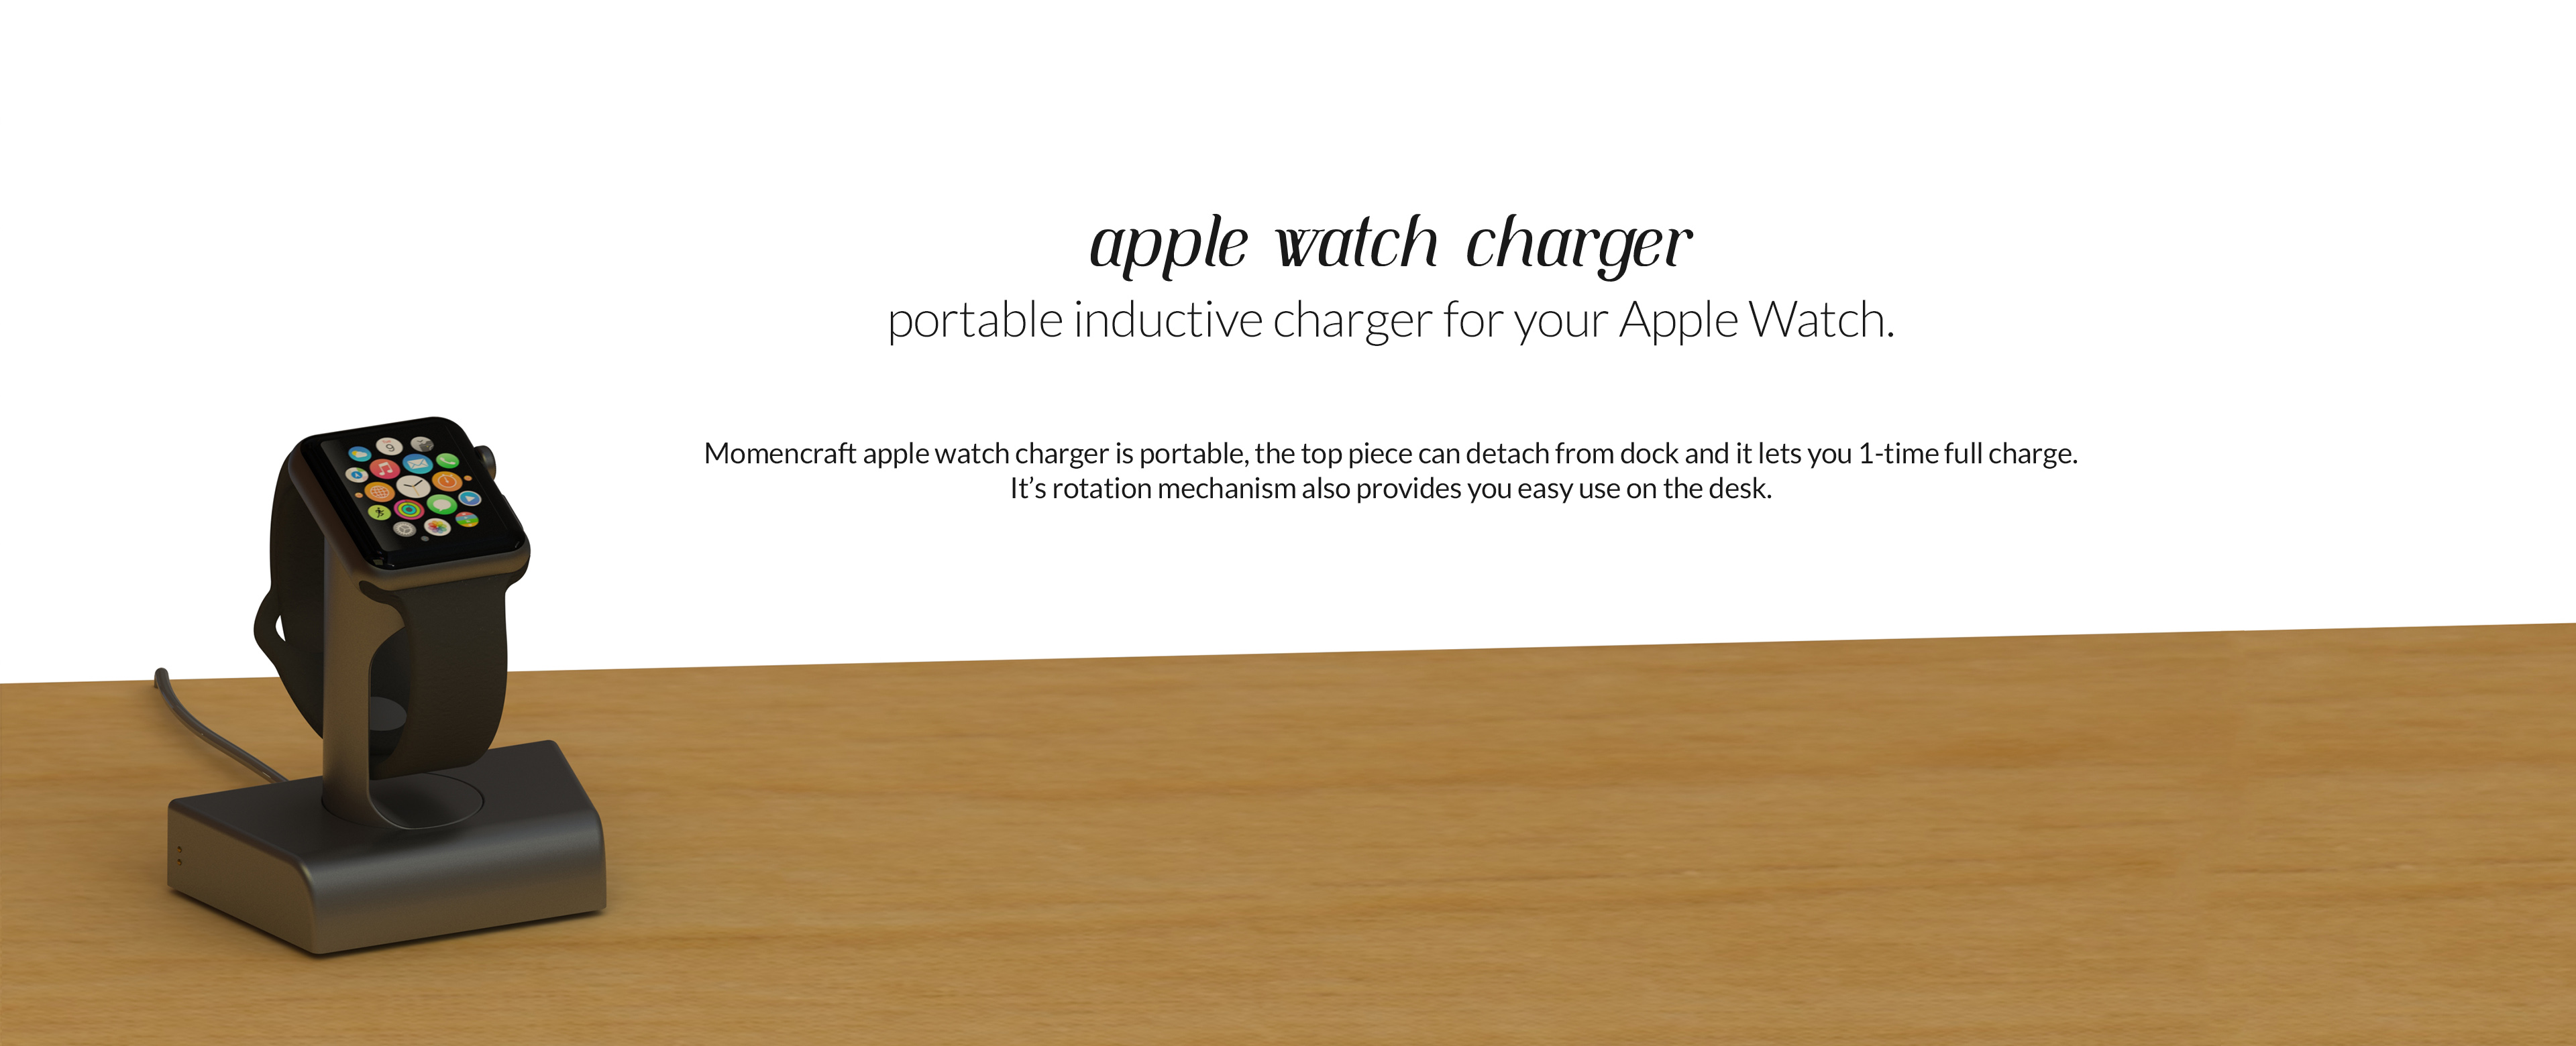 apple watch charger
portable inductive charger for your Apple Watch.
Momencraft apple watch charger is portable, the top piece can detach from dock and it lets you 1-time full charge.
It’s rotation mechanism also provides you easy use on the desk.
9